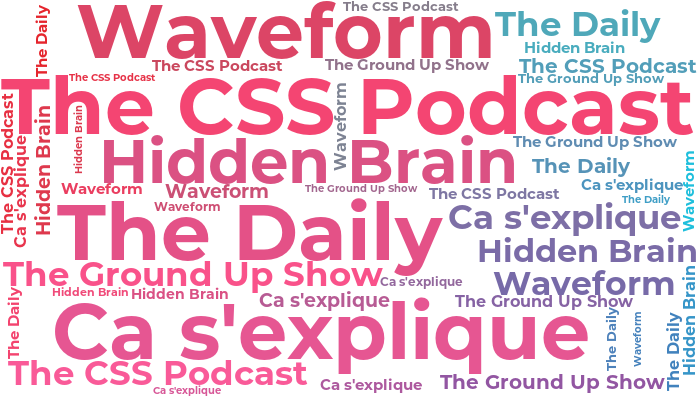 The CSS Podcast
Waveform
The Daily
The Daily
Hidden Brain
The CSS Podcast
The Ground Up Show
The CSS Podcast
The CSS Podcast
The Ground Up Show
The CSS Podcast
The CSS Podcast
Hidden Brain
Hidden Brain
Waveform
Ca s'explique
Hidden Brain
The Ground Up Show
The Daily
Waveform
Ca s'explique
Waveform
Waveform
The Ground Up Show
The CSS Podcast
The Daily
Waveform
The Daily
Ca s'explique
Hidden Brain
The Ground Up Show
Ca s'explique
Waveform
Hidden Brain
The Daily
Hidden Brain
Hidden Brain
Ca s'explique
The Ground Up Show
Ca s'explique
The Daily
Waveform
The Daily
The CSS Podcast
Ca s'explique
Ca s'explique
The Ground Up Show